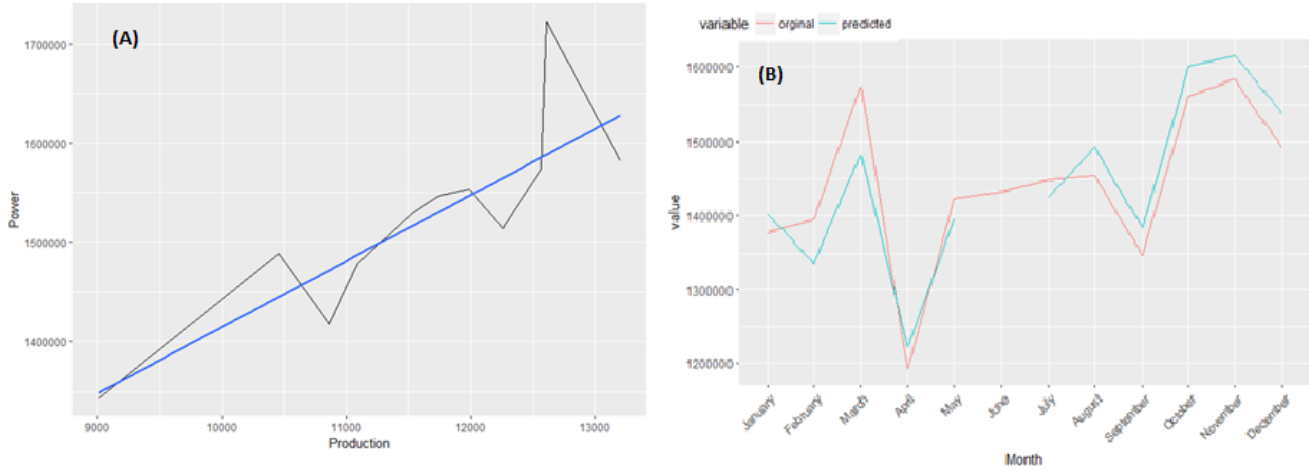 (A)
1700000
1600000
1500000
1400000
Power
9000 10000 11000 12000 13000
Production
variable orginal predicted
(B)
1600000
1500000
1400000
1300000
1200000
value
January February March April May June July August September October November December
Month